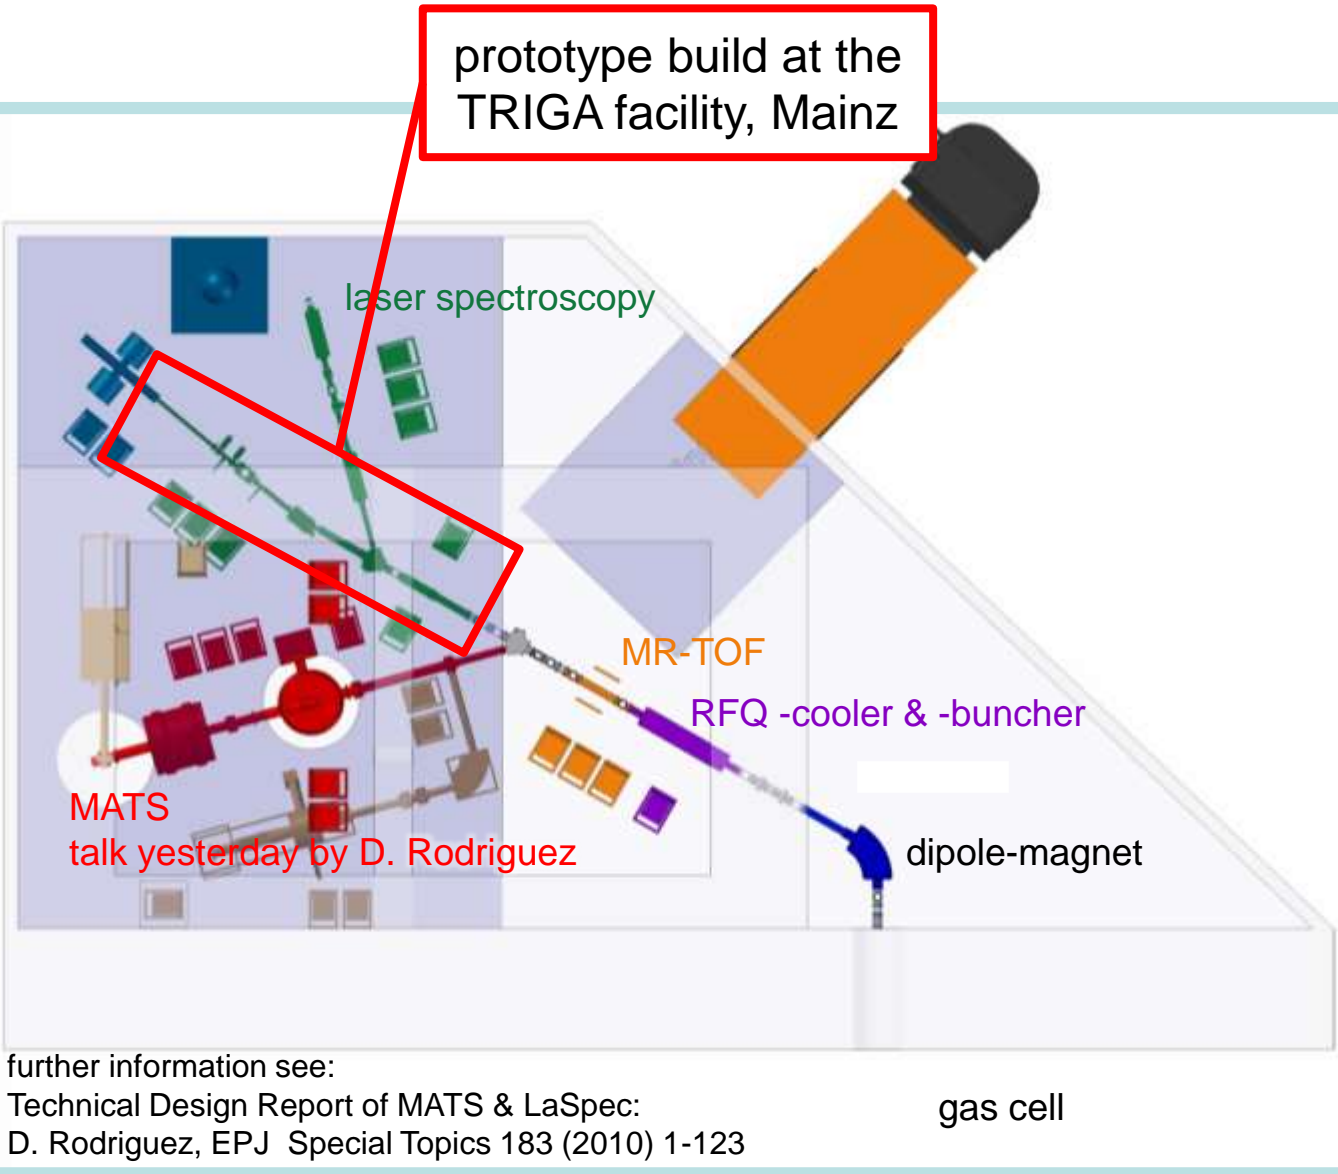 prototype build at the
TRIGA facility, Mainz
laser spectroscopy
MR-TOF
RFQ -cooler & -buncher
MATS
talk yesterday by D. Rodriguez
dipole-magnet
further information see:
Technical Design Report of MATS & LaSpec:
D. Rodriguez, EPJ  Special Topics 183 (2010) 1-123
gas cell